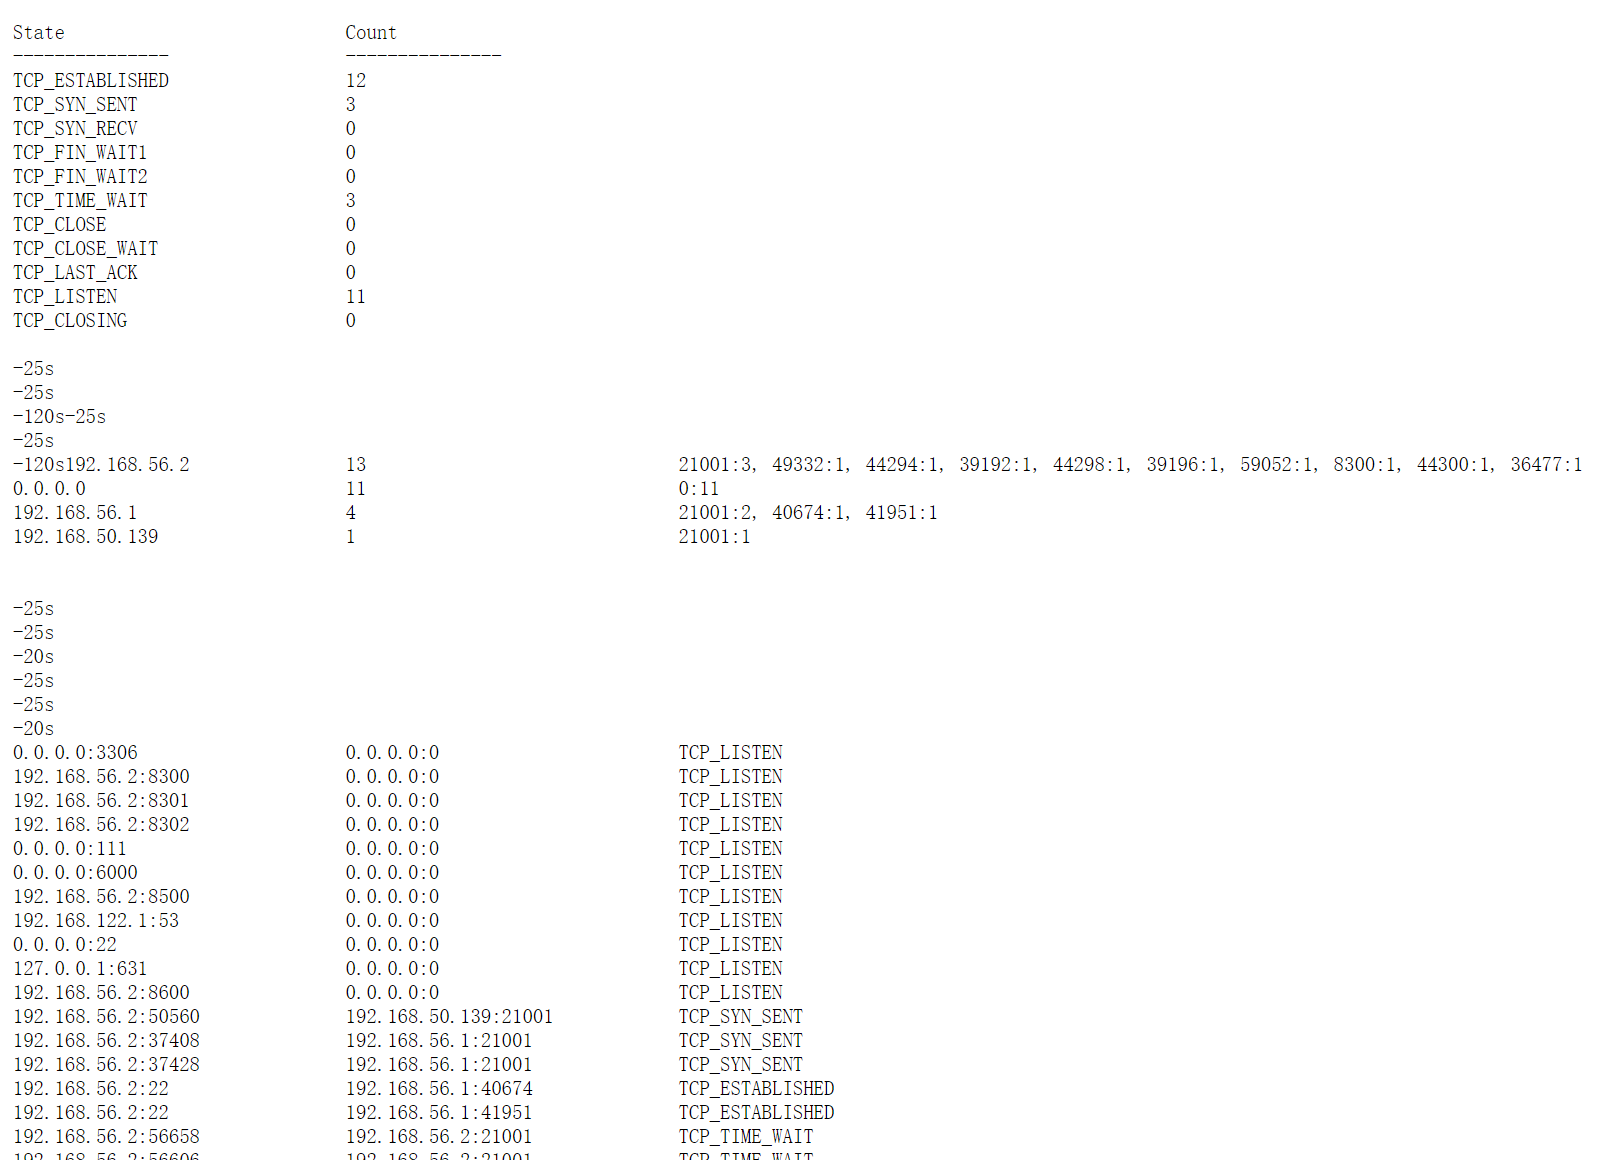 State Count
--------------- ---------------
TCP_ESTABLISHED 12
TCP_SYN_SENT 3
TCP_SYN_RECV 0
TCP_FIN_WAIT1 0
TCP_FIN_WAIT2 0
TCP_TIME_WAIT 3
TCP_CLOSE 0
TCP_CLOSE_WAIT 0
TCP_LAST_ACK 0
TCP_LISTEN 11
TCP_CLOSING 0
-25s
-25s
-120s-25s
-25s
-120s192.168.56.2 13 21001:3, 49332:1, 44294:1, 39192:1, 44298:1, 39196:1, 59052:1, 8300:1, 44300:1, 36477:1
0.0.0.0 11 0:11
192.168.56.1 4 21001:2, 40674:1, 41951:1
192.168.50.139 1 21001:1
-25s
-25s
-20s
-25s
-25s
-20s
0.0.0.0:3306 0.0.0.0:0 TCP_LISTEN
192.168.56.2:8300 0.0.0.0:0 TCP_LISTEN
192.168.56.2:8301 0.0.0.0:0 TCP_LISTEN
192.168.56.2:8302 0.0.0.0:0 TCP_LISTEN
0.0.0.0:111 0.0.0.0:0 TCP_LISTEN
0.0.0.0:6000 0.0.0.0:0 TCP_LISTEN
192.168.56.2:8500 0.0.0.0:0 TCP_LISTEN
192.168.122.1:53 0.0.0.0:0 TCP_LISTEN
0.0.0.0:22 0.0.0.0:0 TCP_LISTEN
127.0.0.1:631 0.0.0.0:0 TCP_LISTEN
192.168.56.2:8600 0.0.0.0:0 TCP_LISTEN
192.168.56.2:50560 192.168.50.139:21001 TCP_SYN_SENT
192.168.56.2:37408 192.168.56.1:21001 TCP_SYN_SENT
192.168.56.2:37428 192.168.56.1:21001 TCP_SYN_SENT
192.168.56.2:22 192.168.56.1:40674 TCP_ESTABLISHED
192.168.56.2:22 192.168.56.1:41951 TCP_ESTABLISHED
192.168.56.2:56658 192.168.56.2:21001 TCP_TIME_WAIT
192.168.56.2:56606 192.168.56.2:21001 TCP_TIME_WAIT